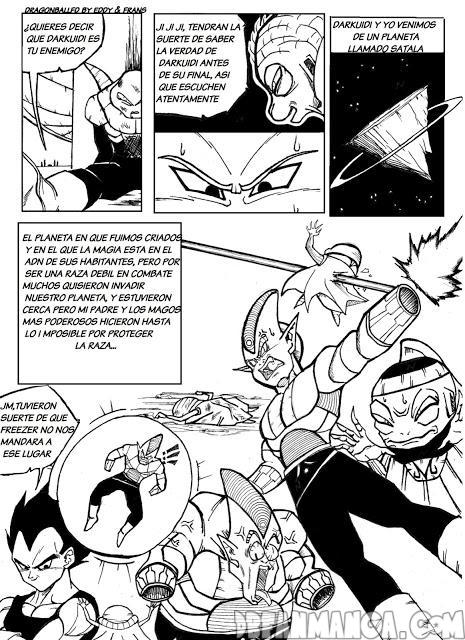 DRAGONBALLED BY EDDY & FRANS
¿QUIERES DECIR
QUE DARKUIDI ES
TU ENEMIGO?
JI JI JI, TENDRAN LA
SUERTE DE SABER
LA VERDAD DE
DARKUIDI ANTES
DE SU FINAL, ASI
QUE ESCUCHEN
ATENTAMENTE
DARKUIDI Y YO VENIMOS
DE UN PLANETA
LLAMADO SATALA
EL PLANETA EN QUE FUIMOS CRIADOS
Y EN EL QUE LA MAGIA ESTA EN EL
ADN DE SUS HABITANTES, PERO POR
SER UNA RAZA DEBIL EN COMBATE
MUCHOS QUISIERON INVADIR
NUESTRO PLANETA, Y ESTUVIERON
CERCA PERO MI PADRE Y LOS MAGOS
MAS PODEROSOS HICIERON HASTA
LO I MPOSIBLE POR PROTEGER
LA RAZA...
JM,TUVIERON
SUERTE DE QUE
FREEZER NO NOS
MANDARA A
ESE LUGAR
DREAMMANGA.COM